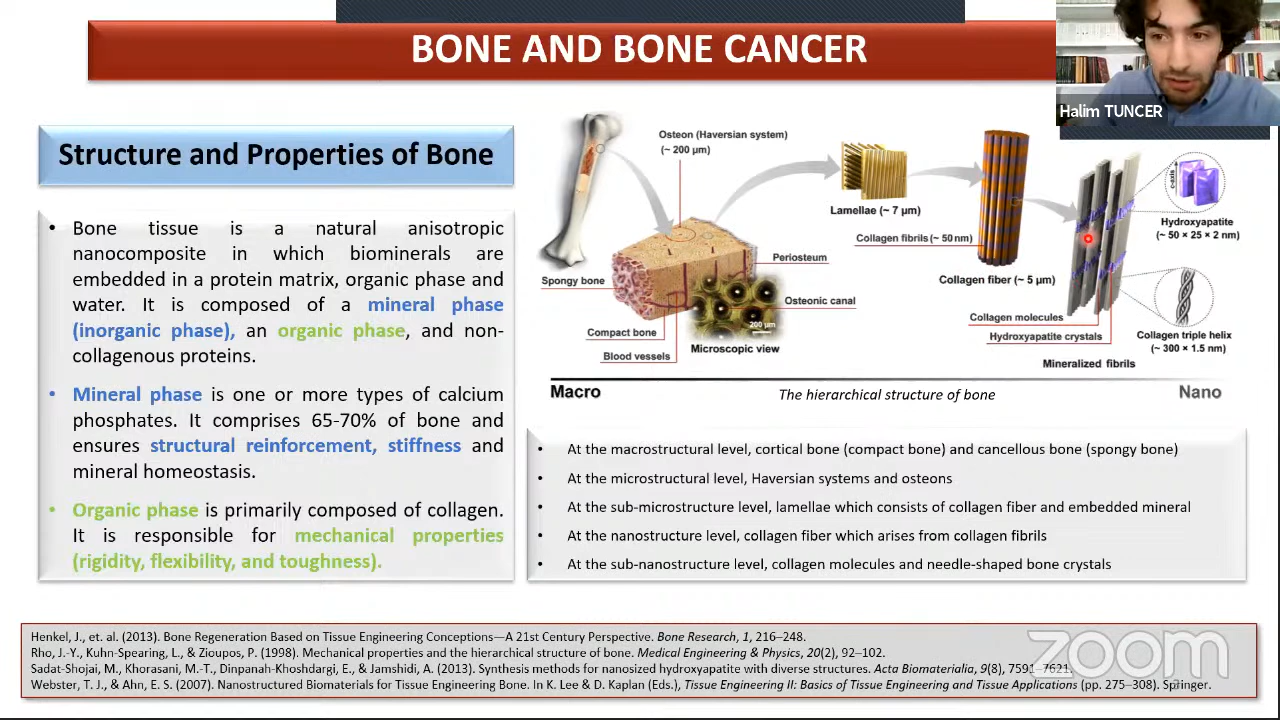 BONE AND BONE CANCER
Halim TUNCER
Structure and Properties of Bone
• Bone tissue is a natural anisotropic
nanocomposite in which biominerals are
embedded in a protein matrix, organic phase and
water. It is composed of a mineral phase
(inorganic phase), an organic phase, and non-
collagenous proteins.
• Mineral phase is one or more types of calcium
phosphates. It comprises 65-70% of bone and
ensures structural reinforcement, stiffness and
mineral homeostasis.
• Organic phase is primarily composed of collagen.
It is responsible for mechanical properties
(rigidity, flexibility, and toughness).
Osteon (Haversian system)
(~ 200 µm)
Lamellae (~ 7 µm)
Collagen fibrils (~ 50 nm)
Periosteum
Spongy bone
Osteonic canal
200 µm
Compact bone
Blood vessels
Microscopic view
Collagen fiber (~ 5 µm)
Collagen molecules
Hydroxyapatite crystals
Mineralized fibrils
c-axis
Hydroxyapatite
(~ 50 × 25 × 2 nm)
Collagen triple helix
(~ 300 × 1.5 nm)
Macro
The hierarchical structure of bone
Nano
• At the macrostructural level, cortical bone (compact bone) and cancellous bone (spongy bone)
• At the microstructural level, Haversian systems and osteons
• At the sub-microstructure level, lamellae which consists of collagen fiber and embedded mineral
• At the nanostructure level, collagen fiber which arises from collagen fibrils
• At the sub-nanostructure level, collagen molecules and needle-shaped bone crystals
Henkel, J., et. al. (2013). Bone Regeneration Based on Tissue Engineering Conceptions—A 21st Century Perspective. Bone Research, 1, 216–248.
Rho, J.-Y., Kuhn-Spearing, L., & Zioupos, P. (1998). Mechanical properties and the hierarchical structure of bone. Medical Engineering & Physics, 20(2), 92–102.
Sadat-Shojai, M., Khorasani, M.-T., Dinpanah-Khoshdargi, E., & Jamshidi, A. (2013). Synthesis methods for nanosized hydroxyapatite with diverse structures. Acta Biomaterialia, 9(8), 7591–7621.
Webster, T. J., & Ahn, E. S. (2007). Nanostructured Biomaterials for Tissue Engineering Bone. In K. Lee & D. Kaplan (Eds.), Tissue Engineering II: Basics of Tissue Engineering and Tissue Applications (pp. 275–308). Springer.
zoom